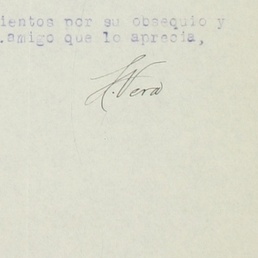 ientos por su obsequio y
.amigo que lo aprecia,
H. Vera